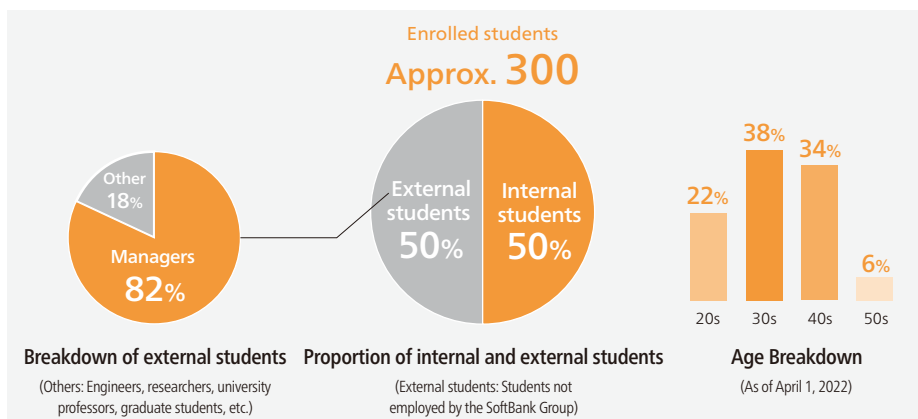 Enrolled students
Approx. 300
Other
18%
Managers
82%
External
students
50%
Internal
students
50%
22%
38%
34%
6%
20s
30s
40s
50s
Breakdown of external students
(Others: Engineers, researchers, university
professors, graduate students, etc.)
Proportion of internal and external students
(External students: Students not
employed by the SoftBank Group)
Age Breakdown
(As of April 1, 2022)